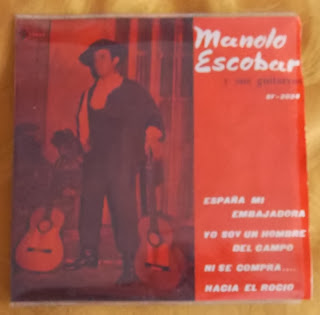 Manolo
Escobar
y sus guitarras
ESPAÑA MI
EMBAJADORA
YO SOY UN HOMBRE
DEL CAMPO
NI SE COMPRA....
HACIA EL ROCIO